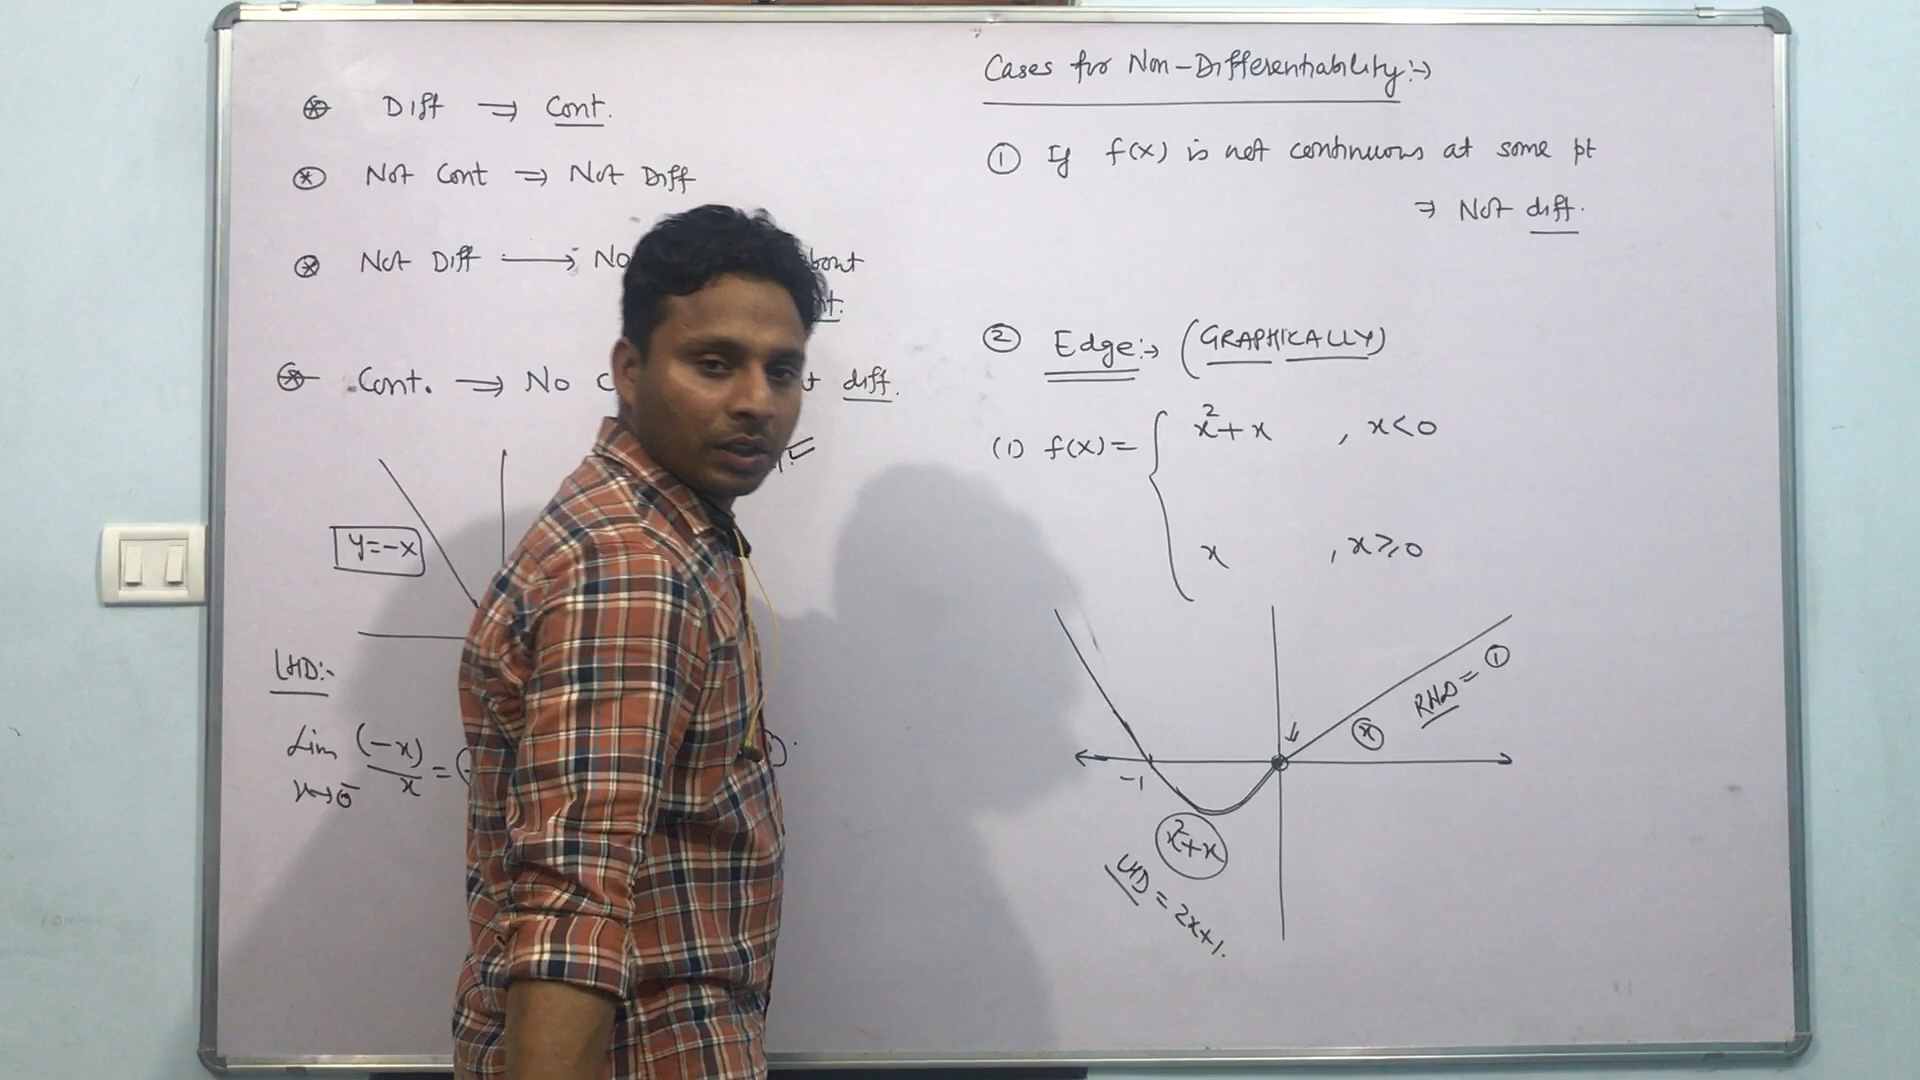 ⊛ Diff ⇒ Cont.
⊛ Not Cont ⇒ Not Diff
⊛ Not Diff ⟶ No
⊛ Cont. ⇒ No diff.
y=-x
LHD:-
Lim (-x)/x =
x→0⁻
Cases for Non-Differentiability:→
① If f(x) is not continuous at some pt
⇒ Not diff.
② Edge:→ (GRAPHICALLY)
(1) f(x) = { x²+x , x<0
x , x≥0
RHD = ①
x
-1
x²+x
LHD = 2x+1.